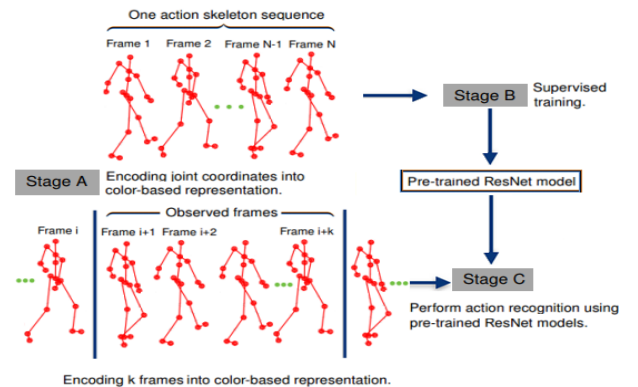 One action skeleton sequence
Frame 1 Frame 2 Frame N-1 Frame N
Stage B
Supervised
training.
Stage A
Encoding joint coordinates into
color-based representation.
Pre-trained ResNet model
Observed frames
Frame i
Frame i+1 Frame i+2 Frame i+k
Stage C
Perform action recognition using
pre-trained ResNet models.
Encoding k frames into color-based representation.